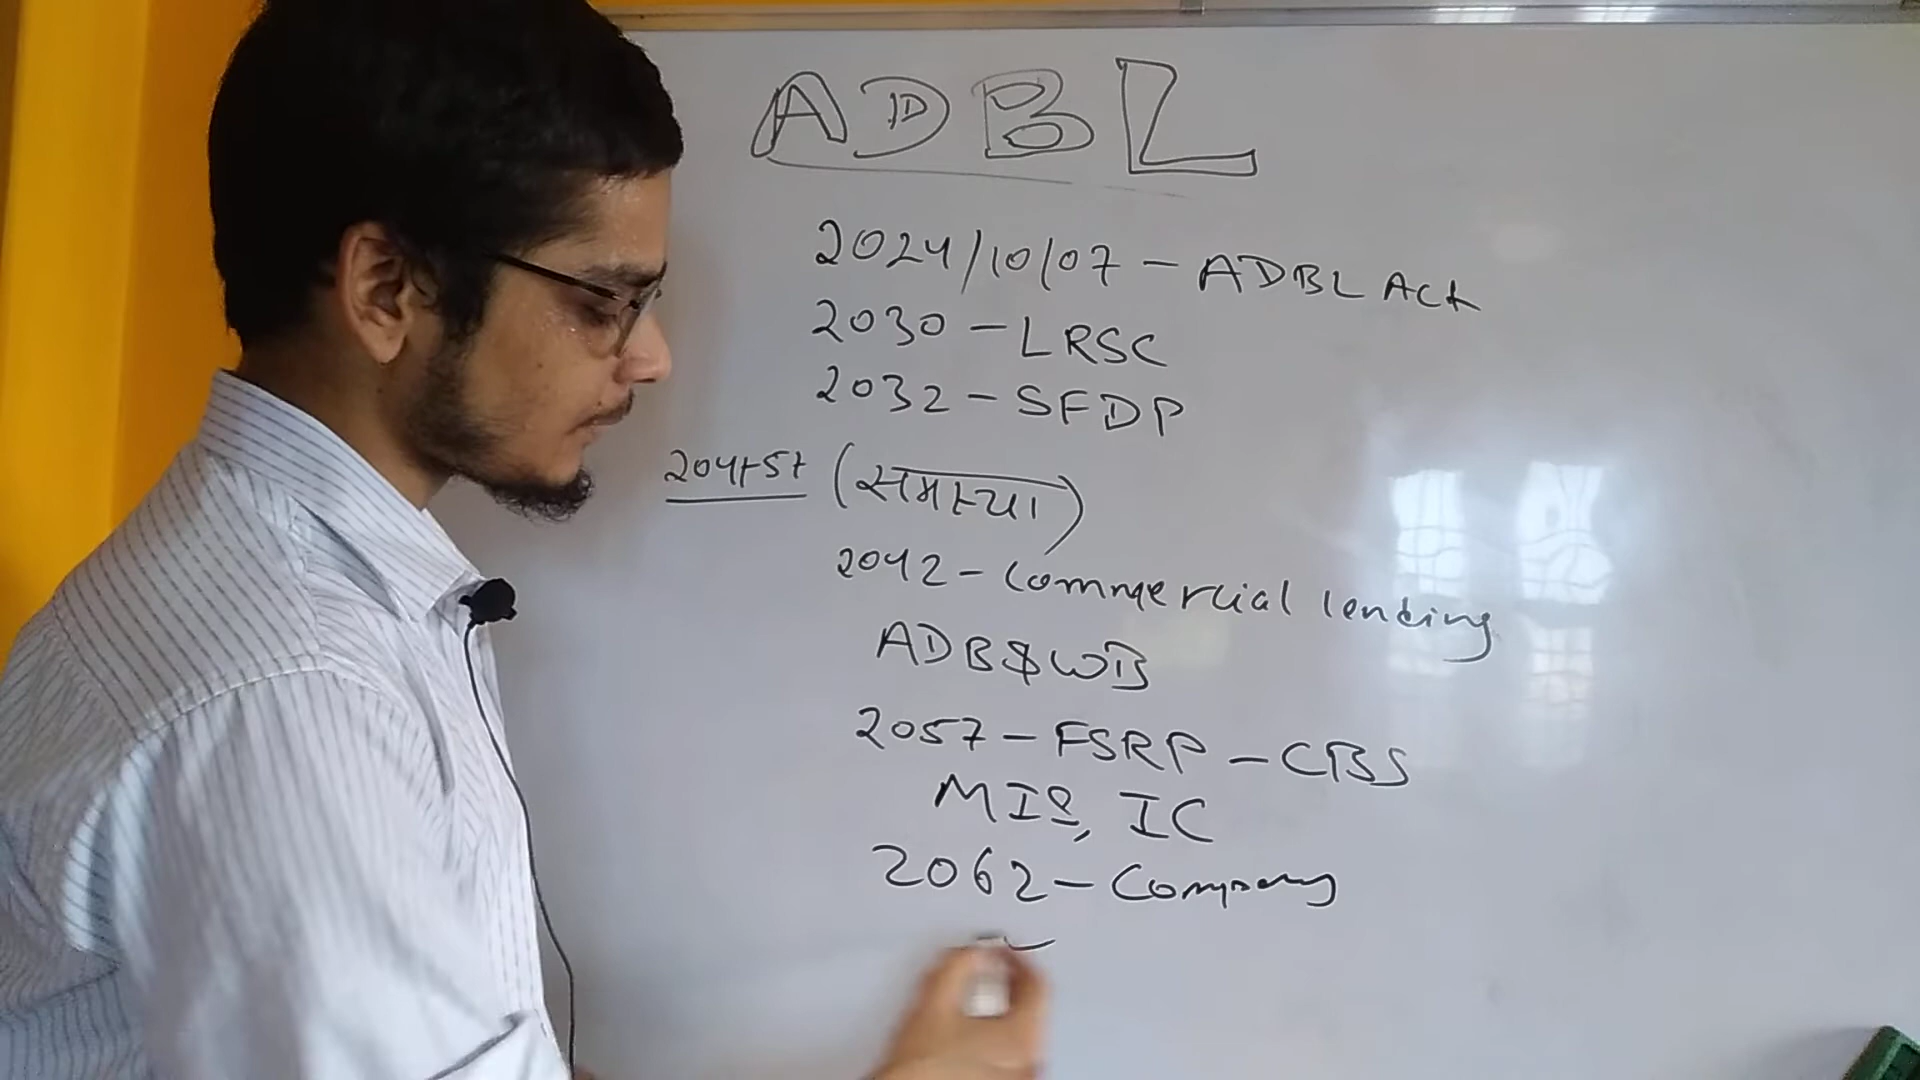 ADBL
2024/10/07 - ADBL Act
2030 - LRSC
2032 - SFDP
(समस्या)
2042 - Commercial lending
ADB & WB
2057 - FSRP - CBS
MIS, IC
2062 - Company